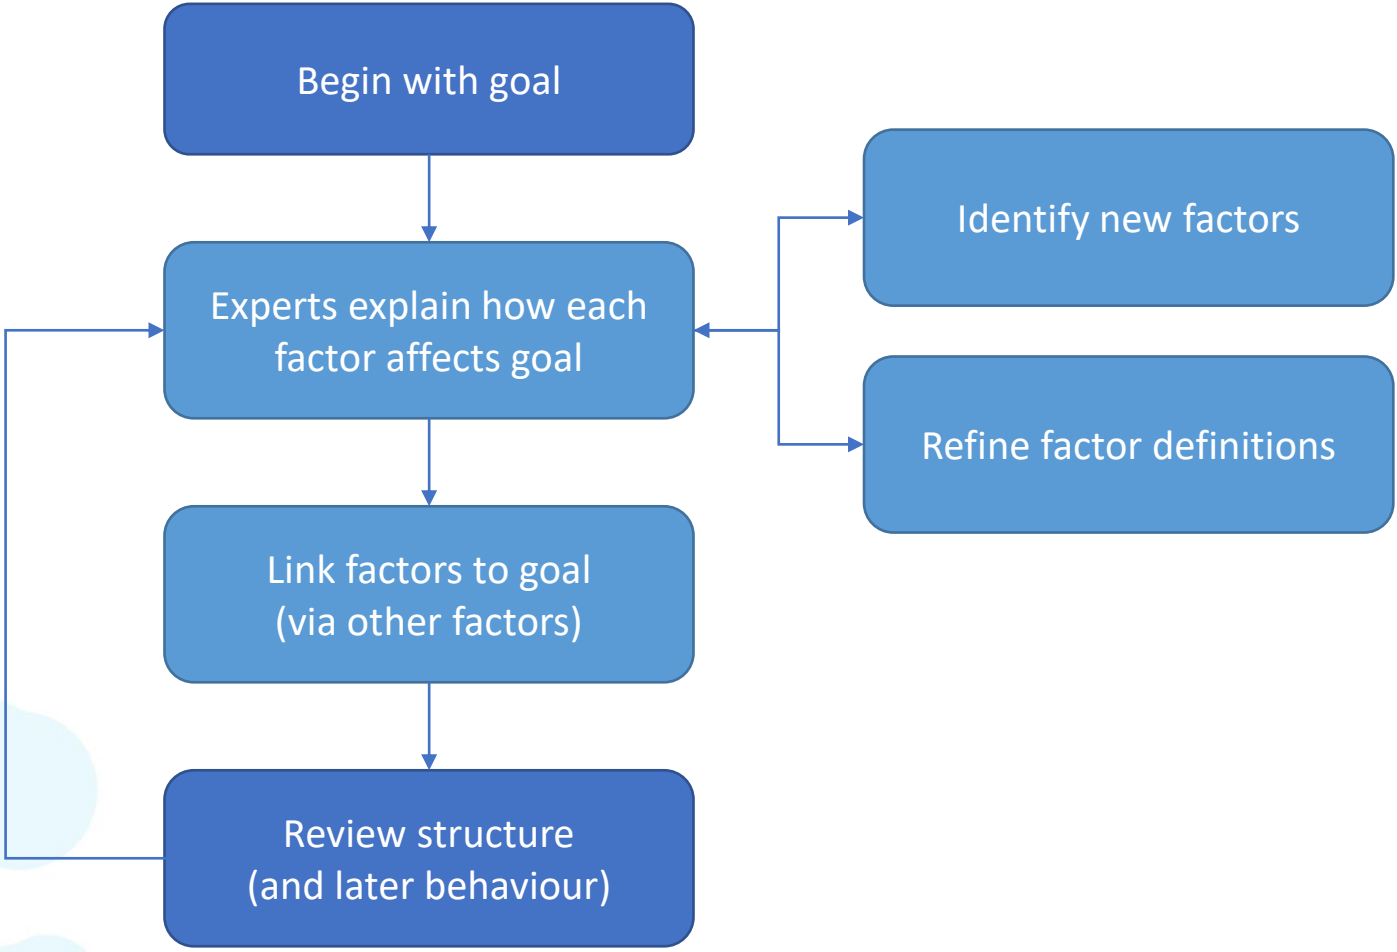 Begin with goal
Experts explain how each
factor affects goal
Link factors to goal
(via other factors)
Review structure
(and later behaviour)
Identify new factors
Refine factor definitions